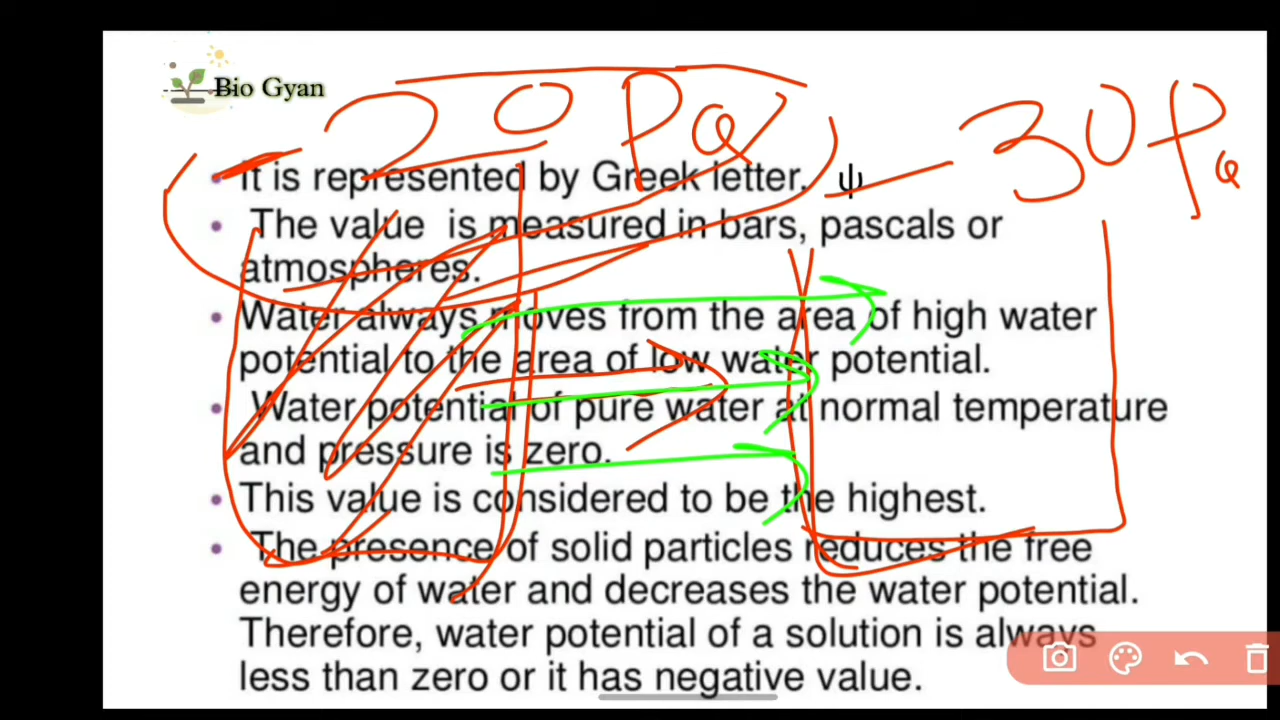 Bio Gyan
20 Pa
- 30 Pa
• It is represented by Greek letter. ψ
• The value is measured in bars, pascals or
atmospheres.
• Water always moves from the area of high water
potential to the area of low water potential.
• Water potential of pure water at normal temperature
and pressure is zero.
• This value is considered to be the highest.
• The presence of solid particles reduces the free
energy of water and decreases the water potential.
Therefore, water potential of a solution is always
less than zero or it has negative value.